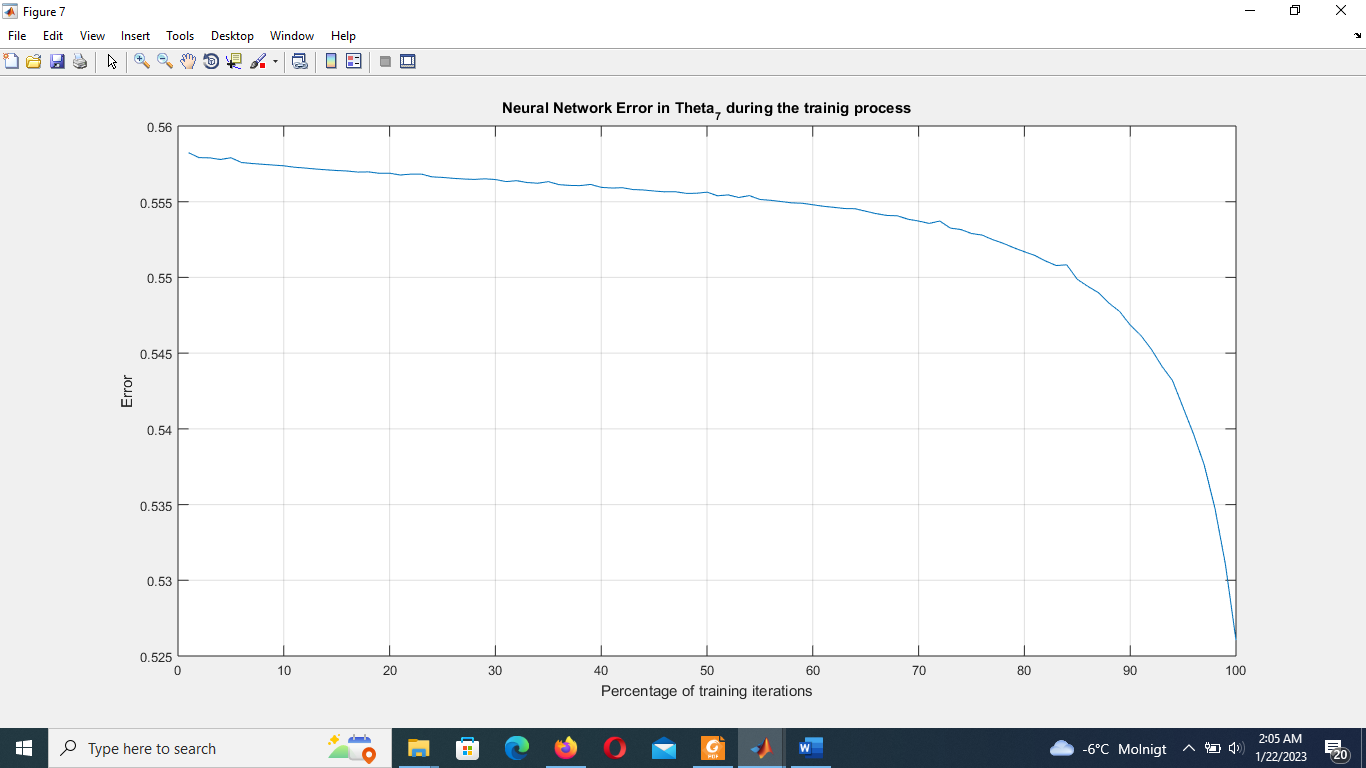 Figure 7
File Edit View Insert Tools Desktop Window Help
Neural Network Error in Theta7 during the trainig process
0.56
0.555
0.55
0.545
0.54
0.535
0.53
0.525
Error
0 10 20 30 40 50 60 70 80 90 100
Percentage of training iterations
Type here to search
PDF
-6°C Molnigt
2:05 AM
1/22/2023
20